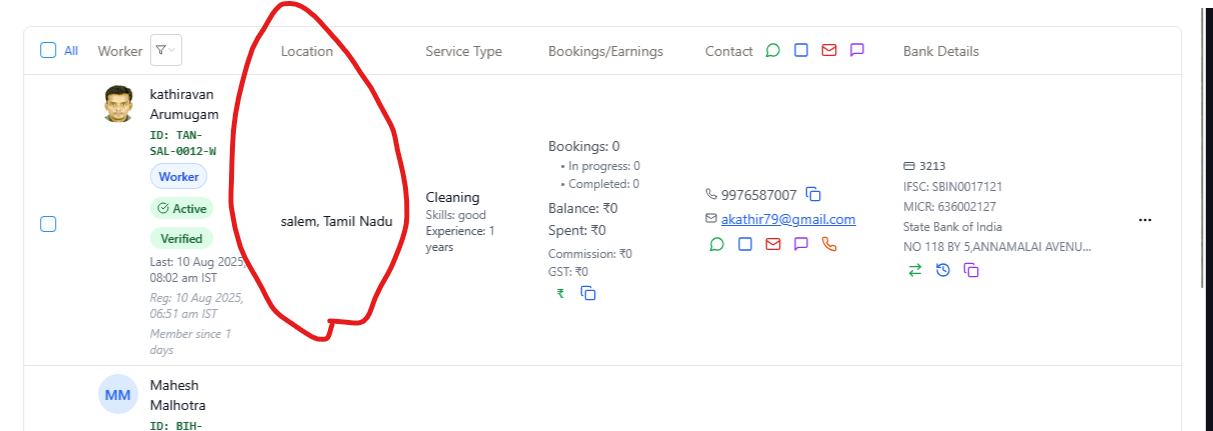 All Worker Location Service Type Bookings/Earnings Contact Bank Details
kathiravan
Arumugam
ID: TAN-
SAL-0012-W
Worker
Active
Verified
Last: 10 Aug 2025,
08:02 am IST
Reg: 10 Aug 2025,
06:51 am IST
Member since 1
days
salem, Tamil Nadu
Cleaning
Skills: good
Experience: 1
years
Bookings: 0
• In progress: 0
• Completed: 0
Balance: ₹0
Spent: ₹0
Commission: ₹0
GST: ₹0
₹
9976587007
akathir79@gmail.com
3213
IFSC: SBIN0017121
MICR: 636002127
State Bank of India
NO 118 BY 5,ANNAMALAI AVENU...
...
MM
Mahesh
Malhotra
ID: BIH-